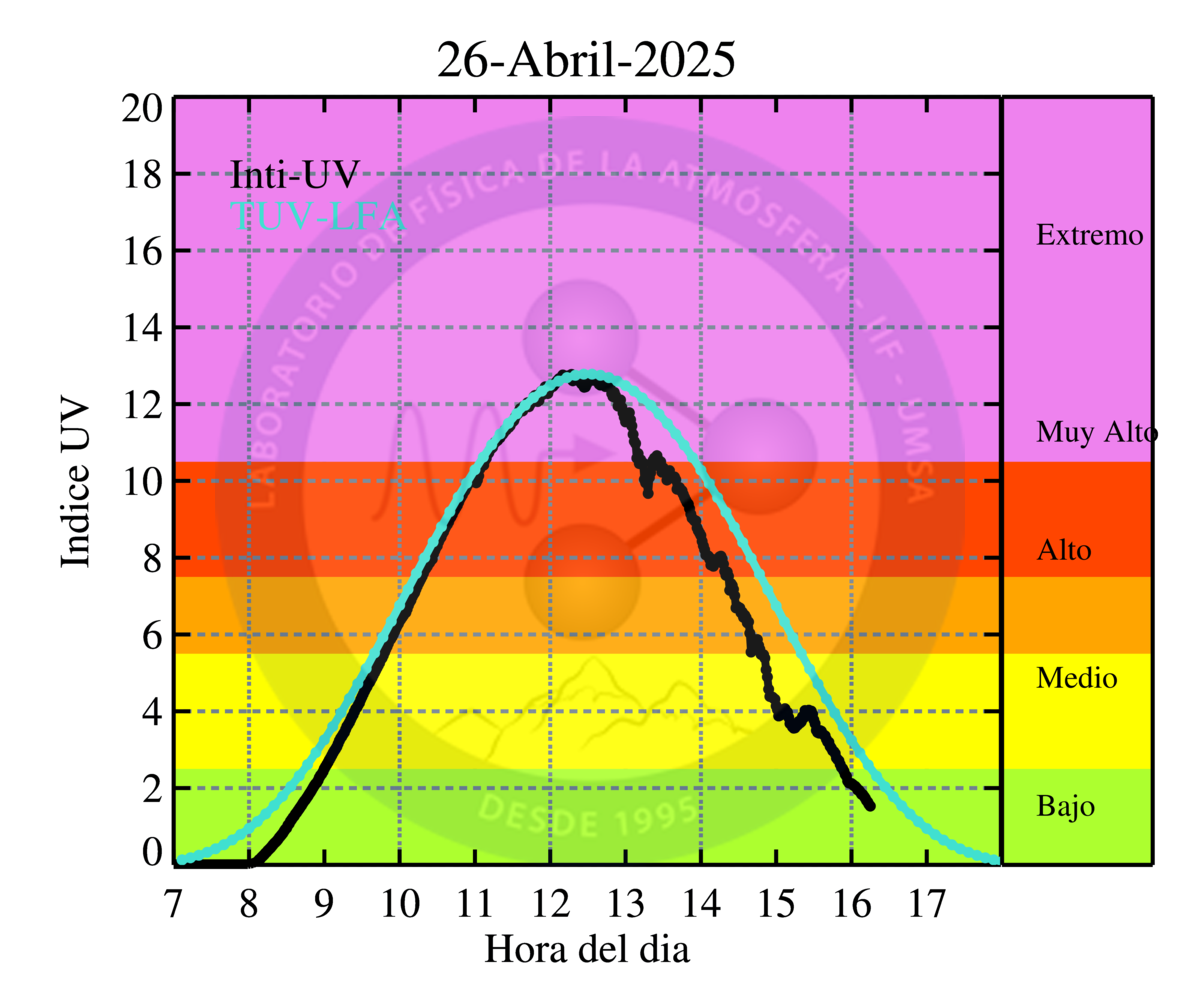 26-Abril-2025
20
18
16
14
12
10
8
6
4
2
0
Indice UV
Inti-UV
TUV-LFA
LABORATORIO DE FÍSICA DE LA ATMÓSFERA - IIF - UMSA
DESDE 1995
Extremo
Muy Alto
Alto
Medio
Bajo
7 8 9 10 11 12 13 14 15 16 17
Hora del dia